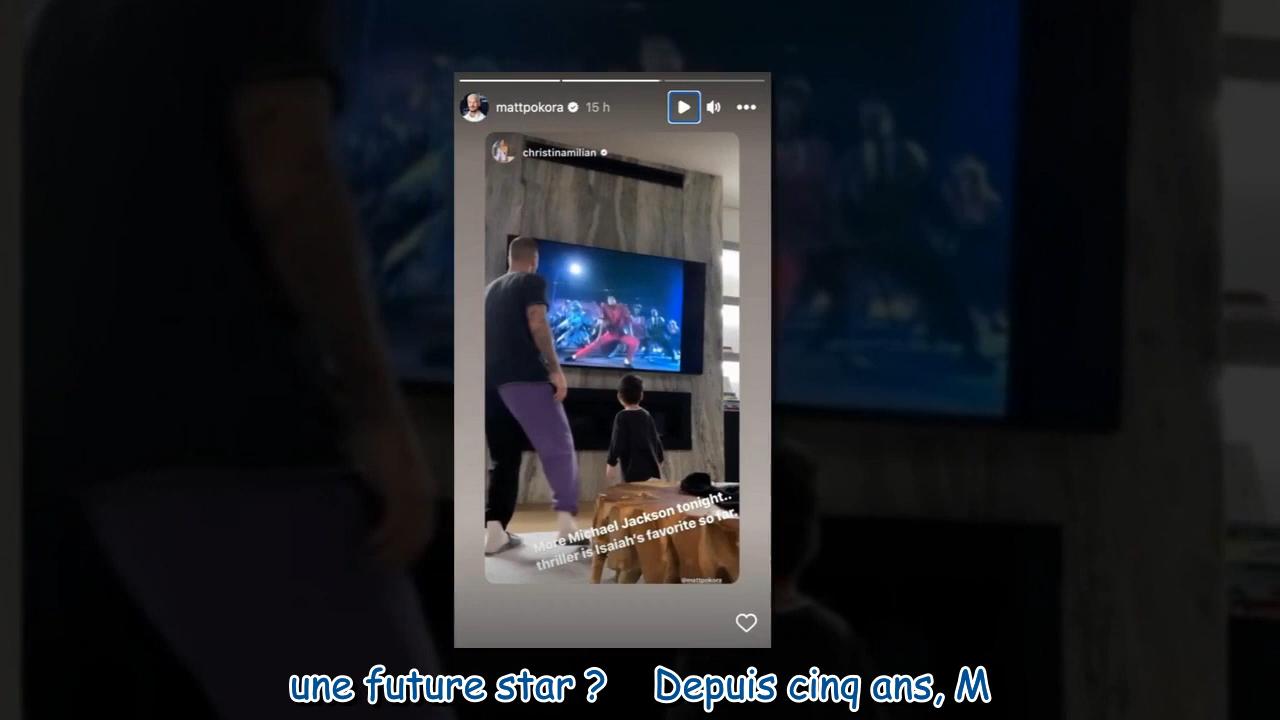 mattpokora 15 h
christinamilian
More Michael Jackson tonight..
thriller is Isaiah's favorite so far.
@mattpokora
une future star ? Depuis cinq ans, M